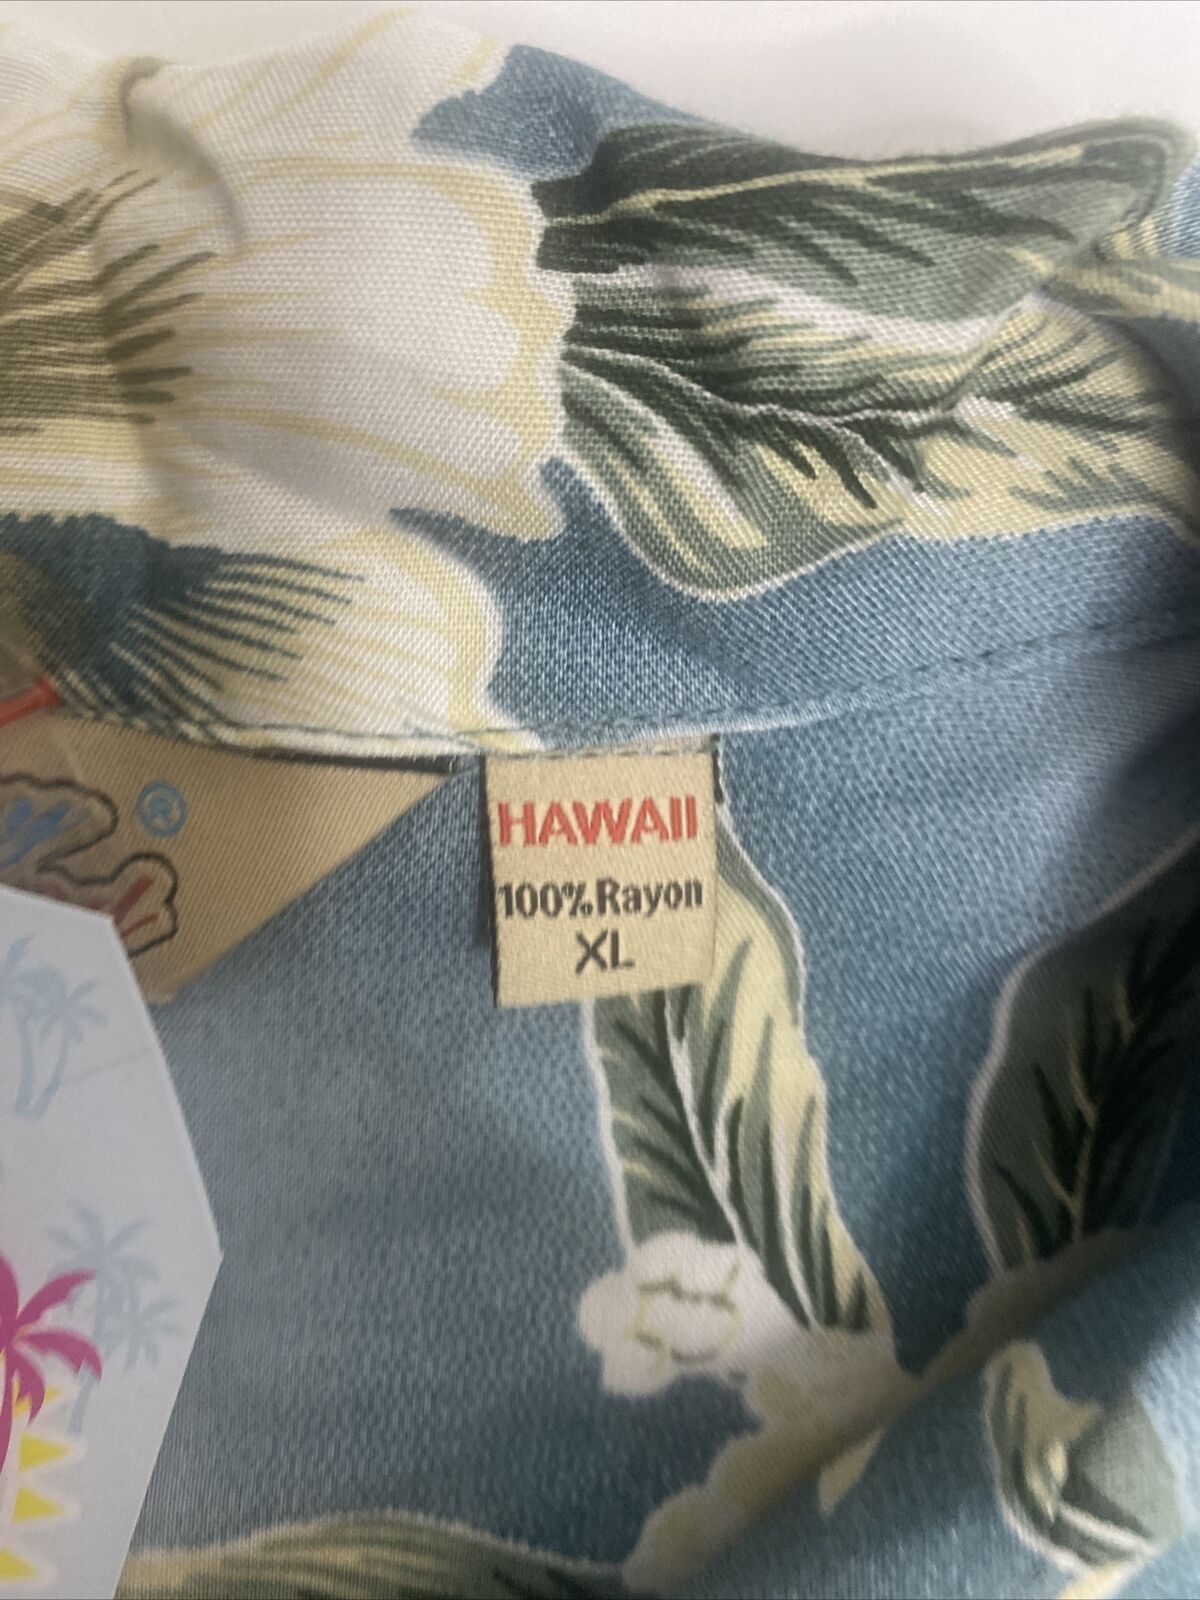 ®
HAWAII
100% Rayon
XL